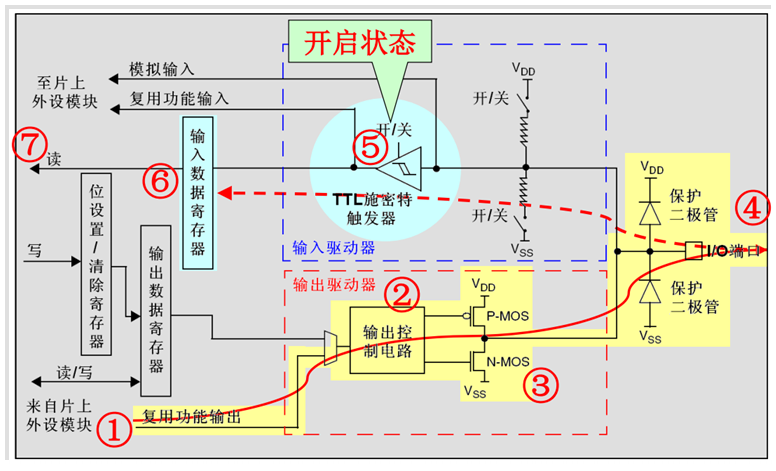 开启状态
模拟输入
至片上
外设模块
复用功能输入
VDD
开/关
开/关
⑤
⑦
读
⑥
输入数据寄存器
TTL施密特
触发器
开/关
VSS
输入驱动器
VDD
保护
二极管
④
I/O端口
保护
二极管
VSS
位设置/清除寄存器
写
输出数据寄存器
输出驱动器
②
VDD
P-MOS
输出控
制电路
N-MOS
③
VSS
读/写
来自片上
外设模块
①
复用功能输出